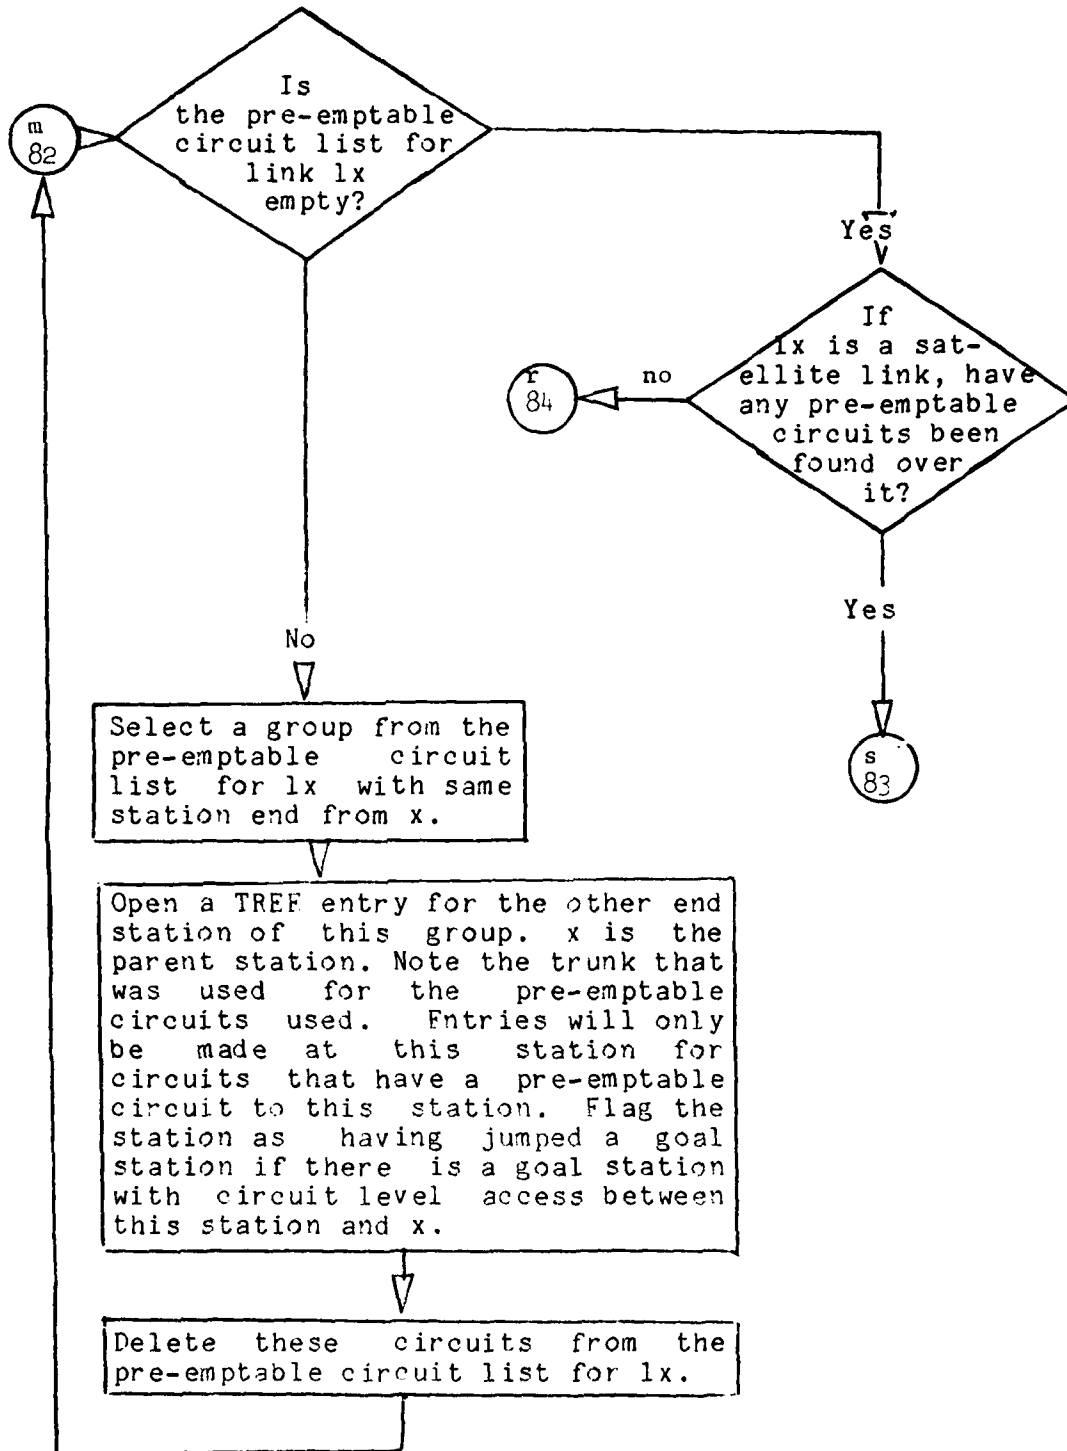 Is
the pre-emptable
circuit list for
link lx
empty?
m
82
Yes
If
lx is a sat-
ellite link, have
any pre-emptable
circuits been
found over
it?
no
r
84
Yes
s
83
No
Select a group from the
pre-emptable circuit
list for lx with same
station end from x.
Open a TREE entry for the other end
station of this group. x is the
parent station. Note the trunk that
was used for the pre-emptable
circuits used. Entries will only
be made at this station for
circuits that have a pre-emptable
circuit to this station. Flag the
station as having jumped a goal
station if there is a goal station
with circuit level access between
this station and x.
Delete these circuits from the
pre-emptable circuit list for lx.